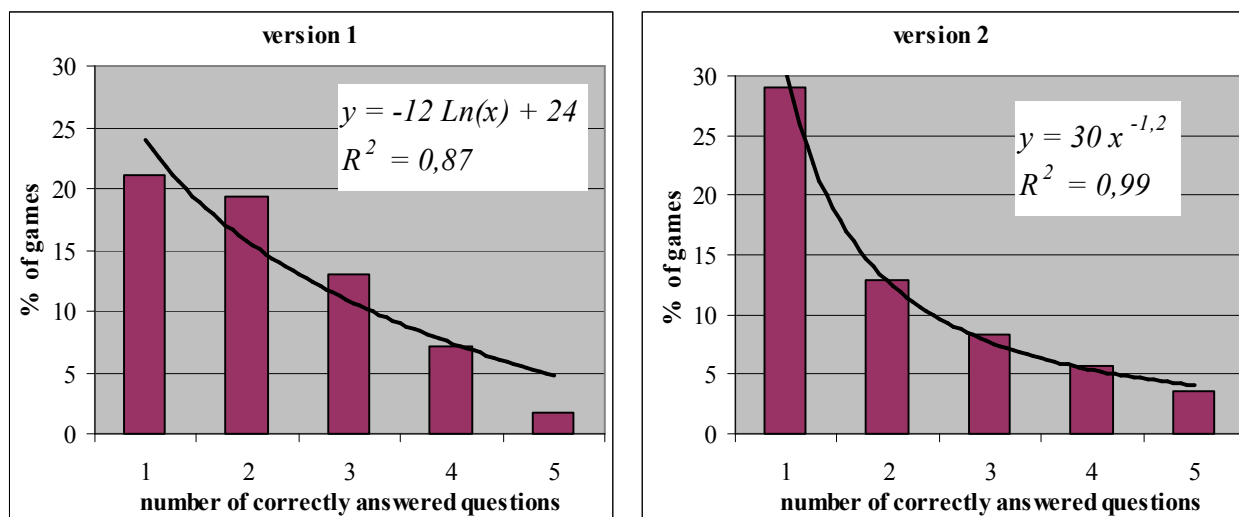 version 1
30
25
20
15
10
5
0
% of games
y = -12 Ln(x) + 24
R² = 0,87
1 2 3 4 5
number of correctly answered questions
version 2
30
25
20
15
10
5
0
% of games
y = 30 x⁻¹,²
R² = 0,99
1 2 3 4 5
number of correctly answered questions